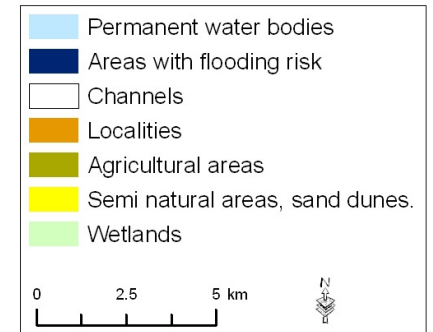 Permanent water bodies
Areas with flooding risk
Channels
Localities
Agricultural areas
Semi natural areas, sand dunes.
Wetlands
N
0 2.5 5 km